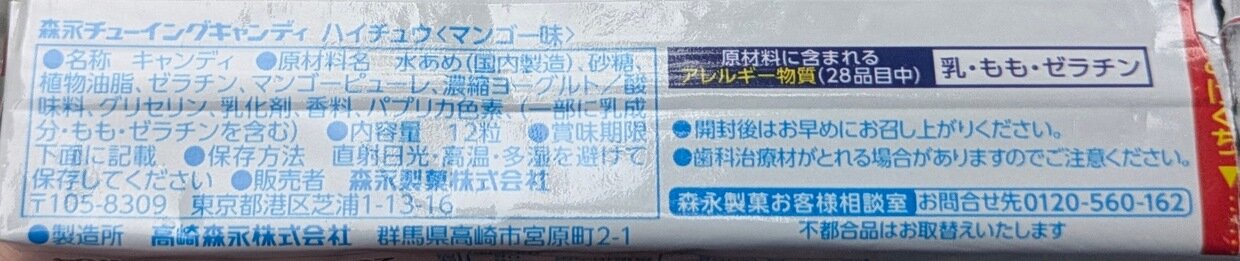 森永チューイングキャンディ ハイチュウ〈マンゴー味〉
●名称 キャンディ ●原材料名 水あめ(国内製造)、砂糖、
植物油脂、ゼラチン、マンゴーピューレ、濃縮ヨーグルト／酸
味料、グリセリン、乳化剤、香料、パプリカ色素、(一部に乳成
分・もも・ゼラチンを含む) ●内容量 12粒 ●賞味期限
下面に記載 ●保存方法 直射日光・高温・多湿を避けて
保存してください ●販売者 森永製菓株式会社
〒105-8309 東京都港区芝浦1-13-16
●製造所 高崎森永株式会社 群馬県高崎市宮原町2-1
原材料に含まれる
アレルギー物質(28品目中)
乳・もも・ゼラチン
●開封後はお早めにお召し上がりください。
●歯科治療材がとれる場合がありますのでご注意ください。
森永製菓お客様相談室 お問合せ先0120-560-162
不都合品はお取替えいたします